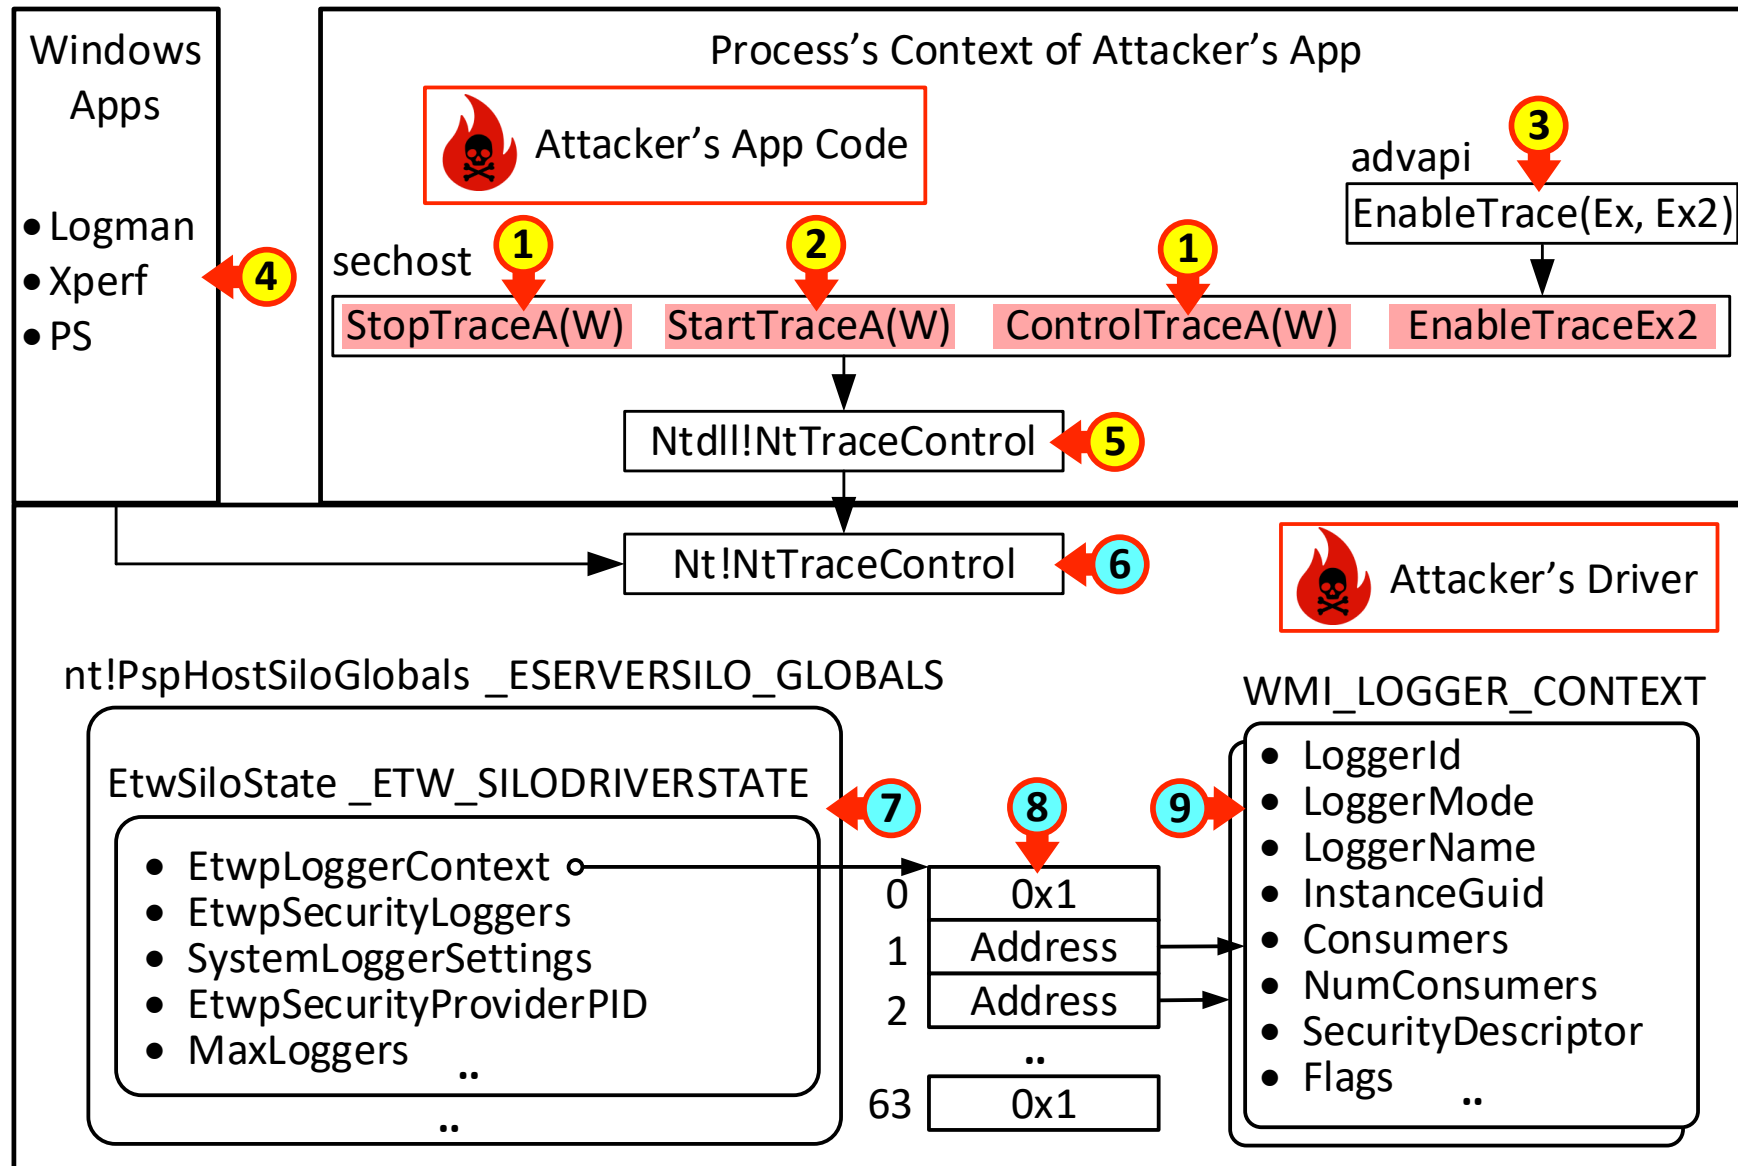 Windows
Apps
• Logman
• Xperf
• PS
4
Process's Context of Attacker's App
Attacker's App Code
3
advapi
EnableTrace(Ex, Ex2)
sechost
1
2
1
StopTraceA(W)
StartTraceA(W)
ControlTraceA(W)
EnableTraceEx2
Ntdll!NtTraceControl
5
Nt!NtTraceControl
6
Attacker's Driver
nt!PspHostSiloGlobals _ESERVERSILO_GLOBALS
EtwSiloState _ETW_SILODRIVERSTATE
7
• EtwpLoggerContext
• EtwpSecurityLoggers
• SystemLoggerSettings
• EtwpSecurityProviderPID
• MaxLoggers
..
..
8
0 0x1
1 Address
2 Address
..
63 0x1
9
WMI_LOGGER_CONTEXT
• LoggerId
• LoggerMode
• LoggerName
• InstanceGuid
• Consumers
• NumConsumers
• SecurityDescriptor
• Flags
..